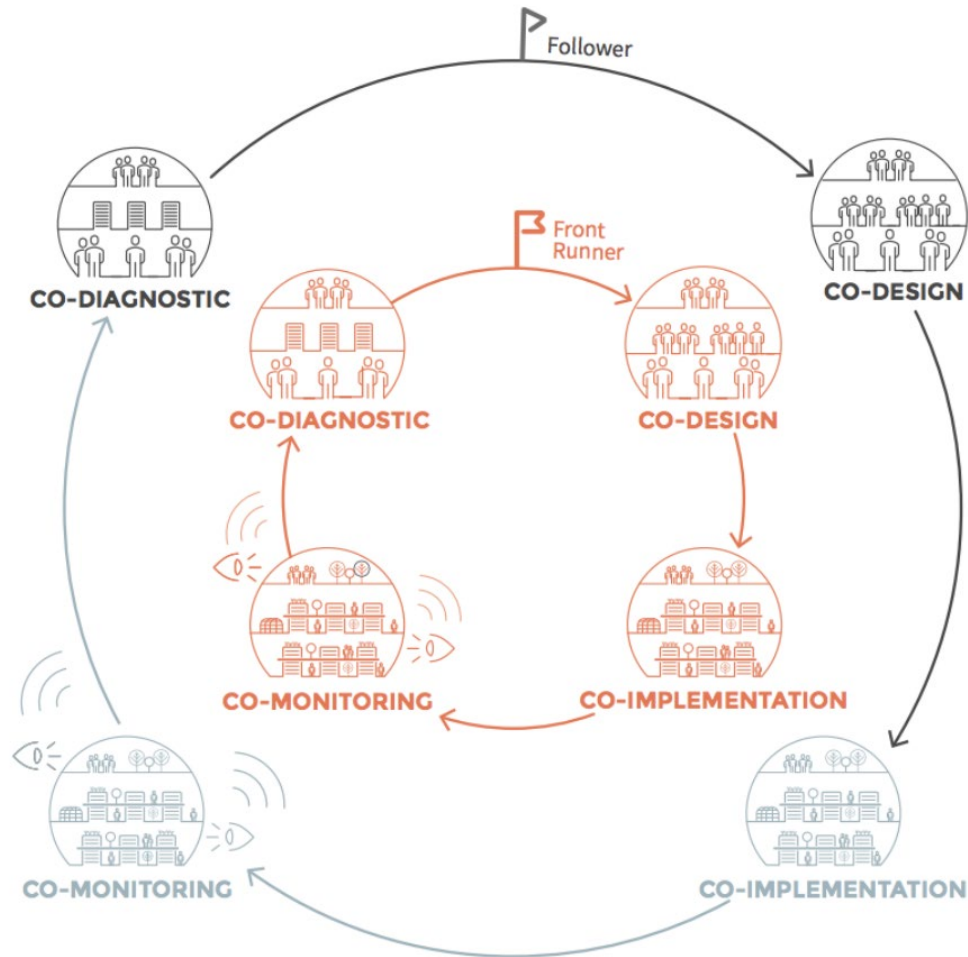 Follower
CO-DIAGNOSTIC
CO-DESIGN
Front
Runner
CO-DIAGNOSTIC
CO-DESIGN
CO-MONITORING
CO-IMPLEMENTATION
CO-MONITORING
CO-IMPLEMENTATION